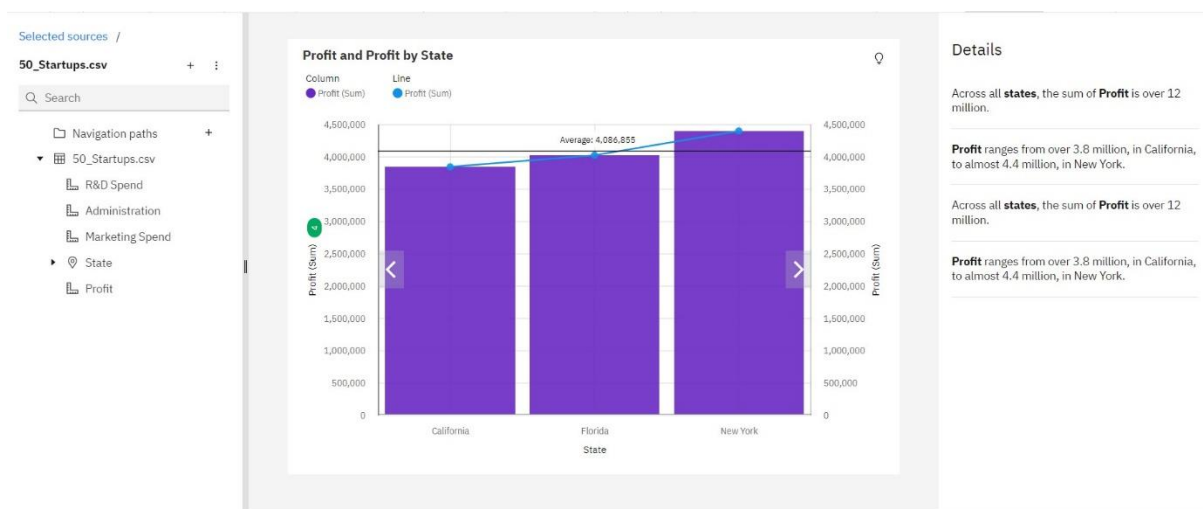 Selected sources /
50_Startups.csv + ⋮
Search
Navigation paths +
50_Startups.csv
R&D Spend
Administration
Marketing Spend
State
Profit
Profit and Profit by State
Column Line
Profit (Sum) Profit (Sum)
4,500,000 4,500,000
Average: 4,086,855
4,000,000 4,000,000
3,500,000 3,500,000
3,000,000 3,000,000
2,500,000 2,500,000
2,000,000 2,000,000
1,500,000 1,500,000
1,000,000 1,000,000
500,000 500,000
0 0
Profit (Sum) Profit (Sum)
California Florida New York
State
Details
Across all states, the sum of Profit is over 12
million.
Profit ranges from over 3.8 million, in California,
to almost 4.4 million, in New York.
Across all states, the sum of Profit is over 12
million.
Profit ranges from over 3.8 million, in California,
to almost 4.4 million, in New York.